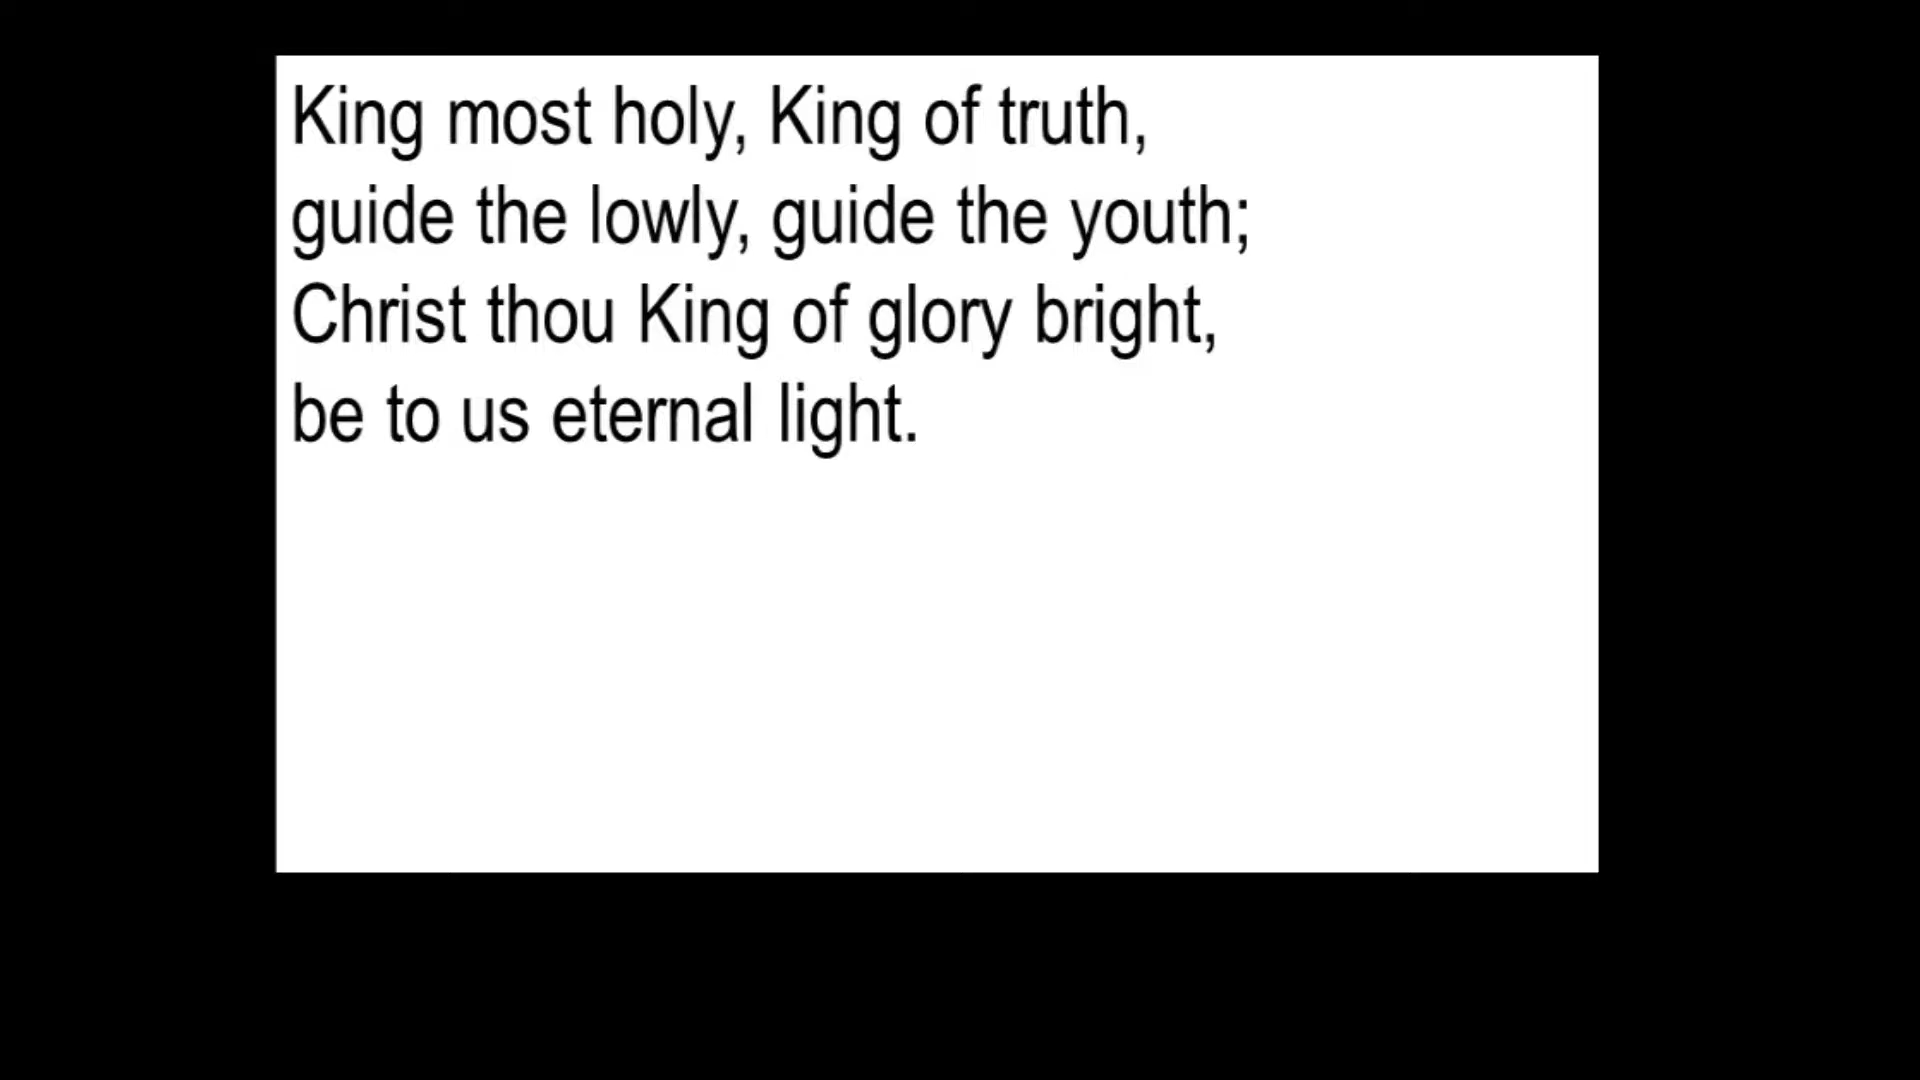 King most holy, King of truth,
guide the lowly, guide the youth;
Christ thou King of glory bright,
be to us eternal light.